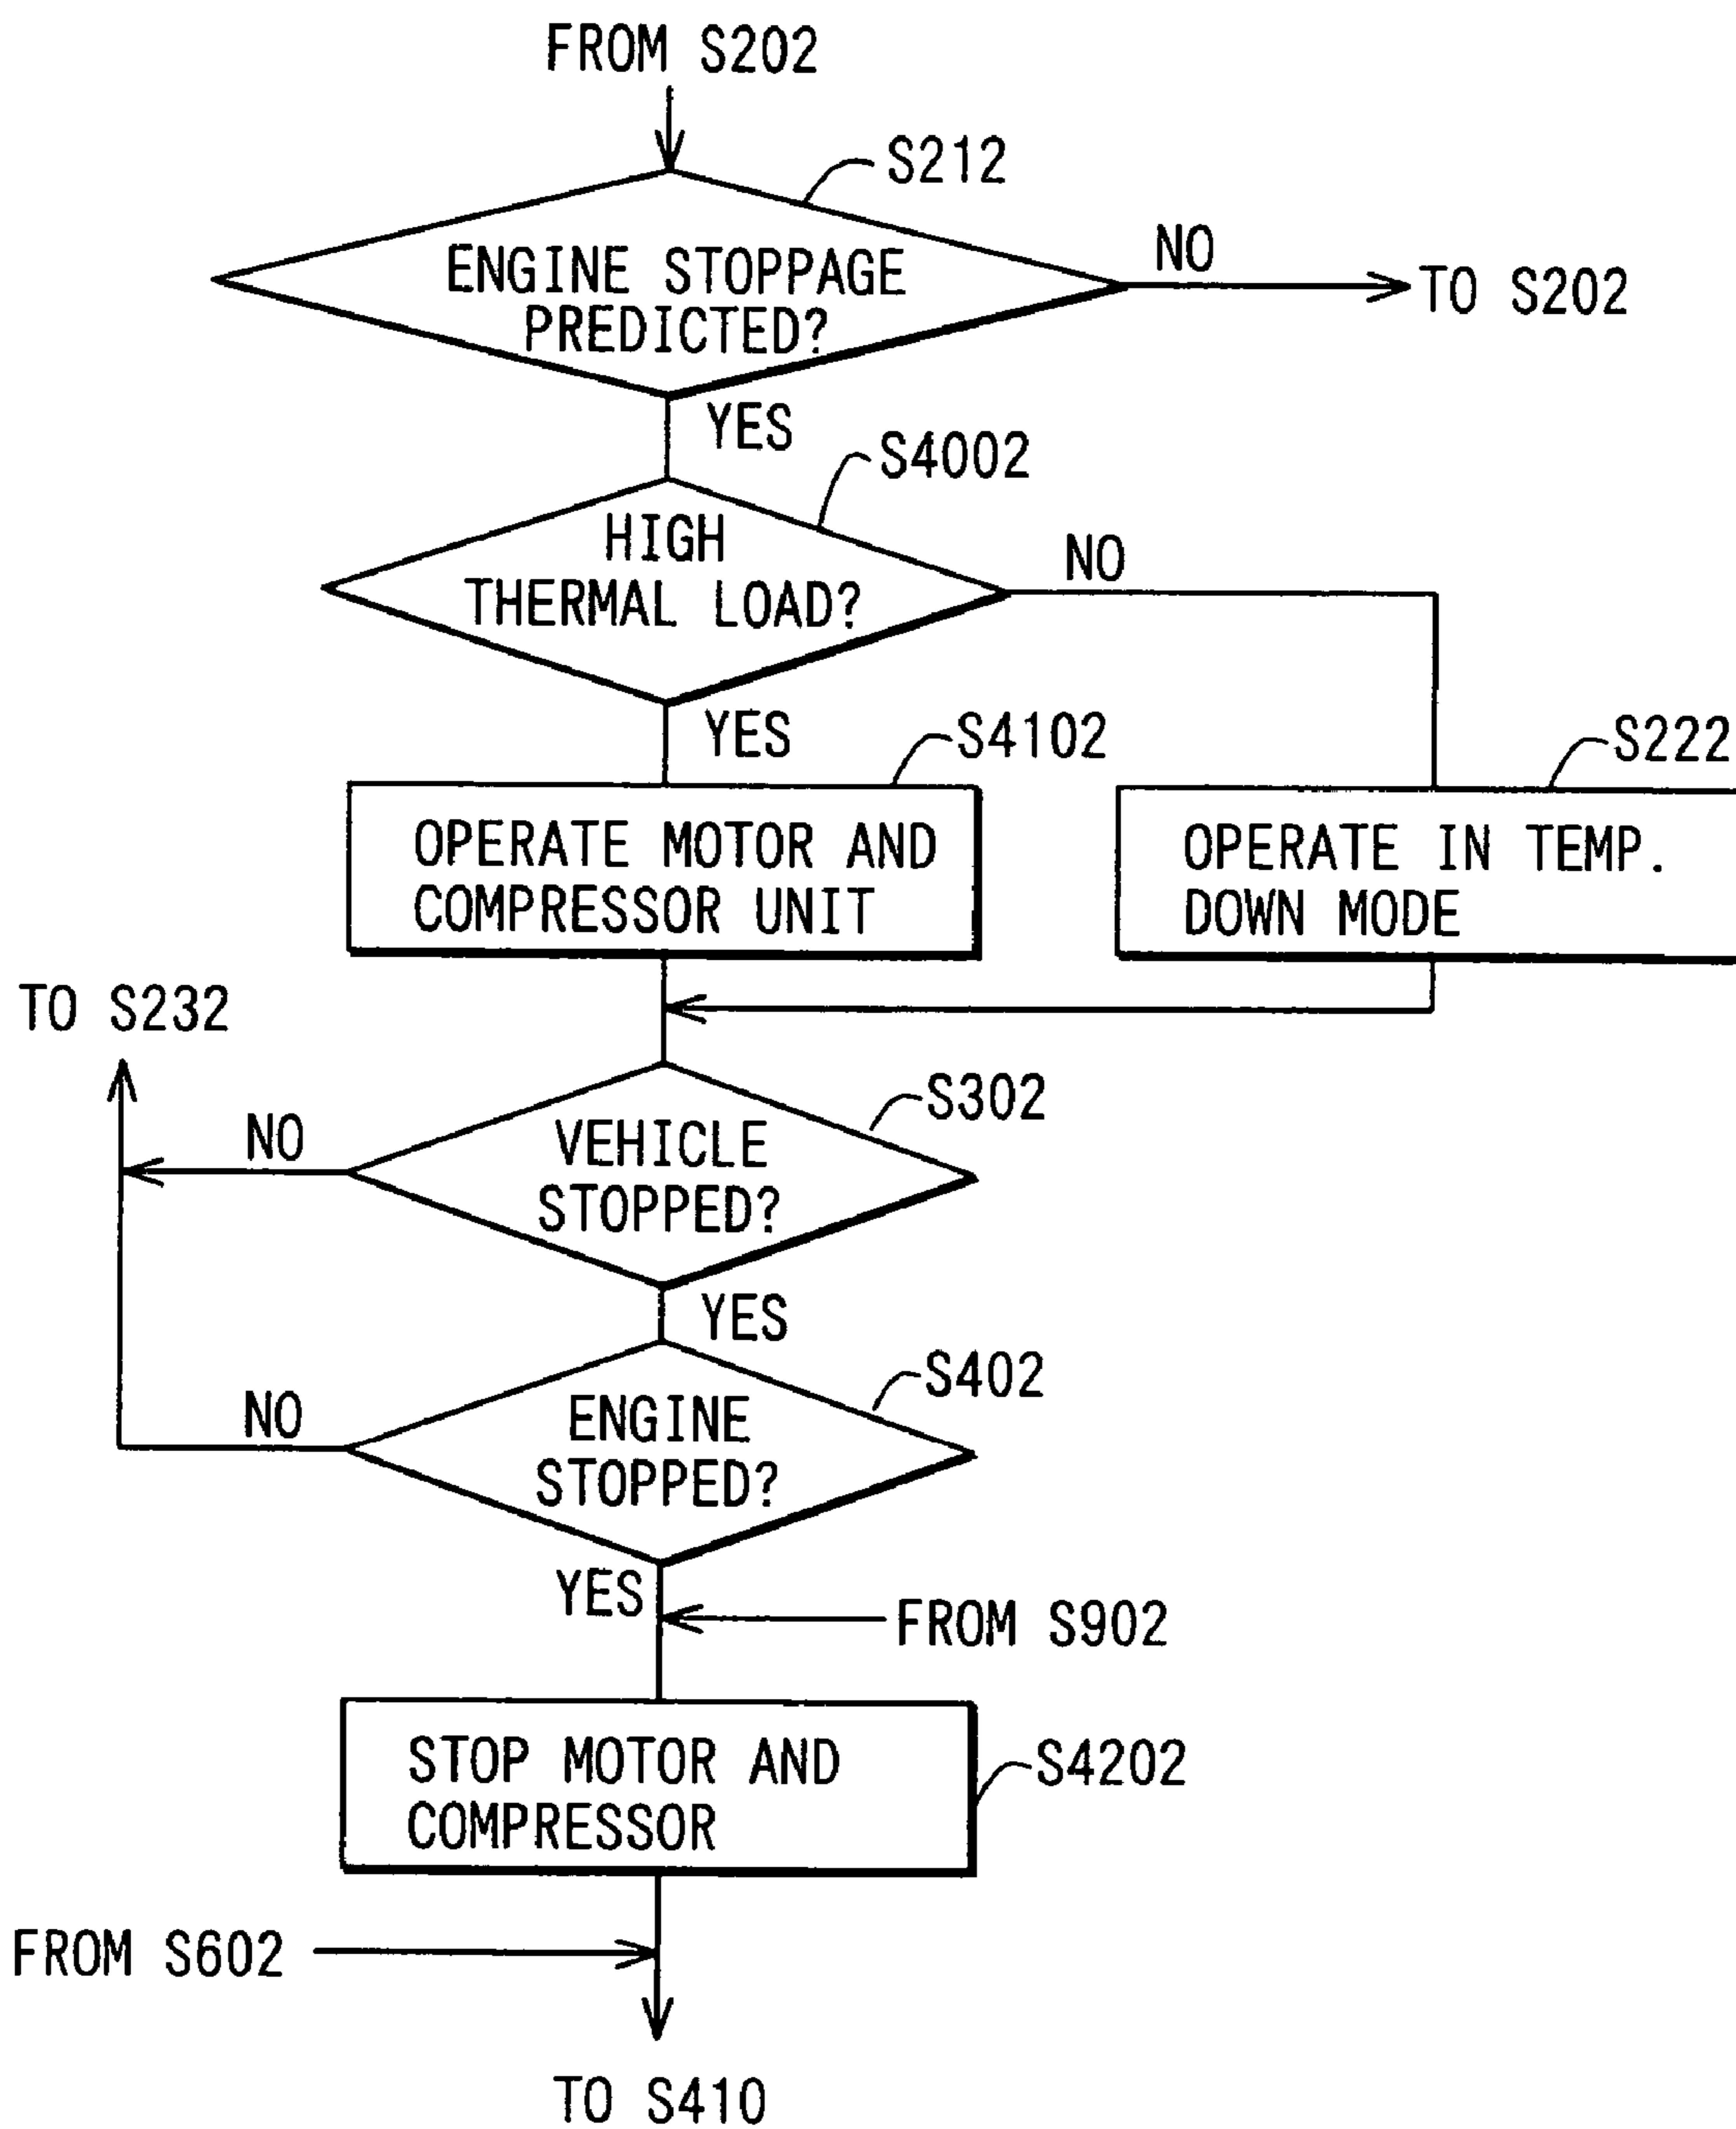 FROM S202
S212
ENGINE STOPPAGE
PREDICTED?
NO
TO S202
YES
S4002
HIGH
THERMAL LOAD?
NO
YES
S4102
S222
OPERATE MOTOR AND
COMPRESSOR UNIT
OPERATE IN TEMP.
DOWN MODE
TO S232
S302
NO
VEHICLE
STOPPED?
YES
S402
NO
ENGINE
STOPPED?
YES
FROM S902
STOP MOTOR AND
COMPRESSOR
S4202
FROM S602
TO S410